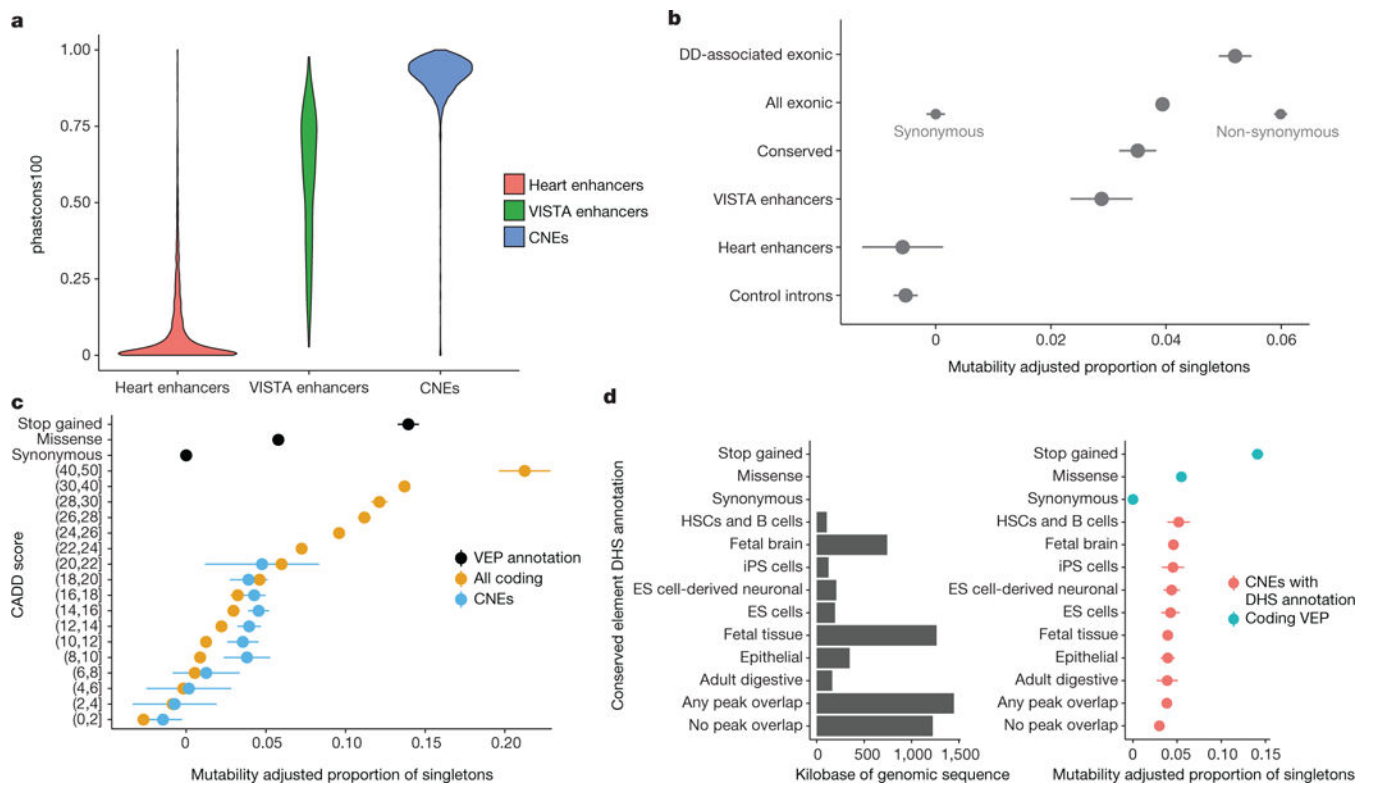 a
phastcons100
1.00
0.75
0.50
0.25
0
Heart enhancers
VISTA enhancers
CNEs
Heart enhancers
VISTA enhancers
CNEs
b
DD-associated exonic
All exonic
Conserved
VISTA enhancers
Heart enhancers
Control introns
Synonymous
Non-synonymous
0 0.02 0.04 0.06
Mutability adjusted proportion of singletons
c
CADD score
Stop gained
Missense
Synonymous
(40,50]
(30,40]
(28,30]
(26,28]
(24,26]
(22,24]
(20,22]
(18,20]
(16,18]
(14,16]
(12,14]
(10,12]
(8,10]
(6,8]
(4,6]
(2,4]
(0,2]
VEP annotation
All coding
CNEs
0 0.05 0.10 0.15 0.20
Mutability adjusted proportion of singletons
d
Conserved element DHS annotation
Stop gained
Missense
Synonymous
HSCs and B cells
Fetal brain
iPS cells
ES cell-derived neuronal
ES cells
Fetal tissue
Epithelial
Adult digestive
Any peak overlap
No peak overlap
0 500 1,000 1,500
Kilobase of genomic sequence
Stop gained
Missense
Synonymous
HSCs and B cells
Fetal brain
iPS cells
ES cell-derived neuronal
ES cells
Fetal tissue
Epithelial
Adult digestive
Any peak overlap
No peak overlap
CNEs with
DHS annotation
Coding VEP
0 0.05 0.10 0.15
Mutability adjusted proportion of singletons